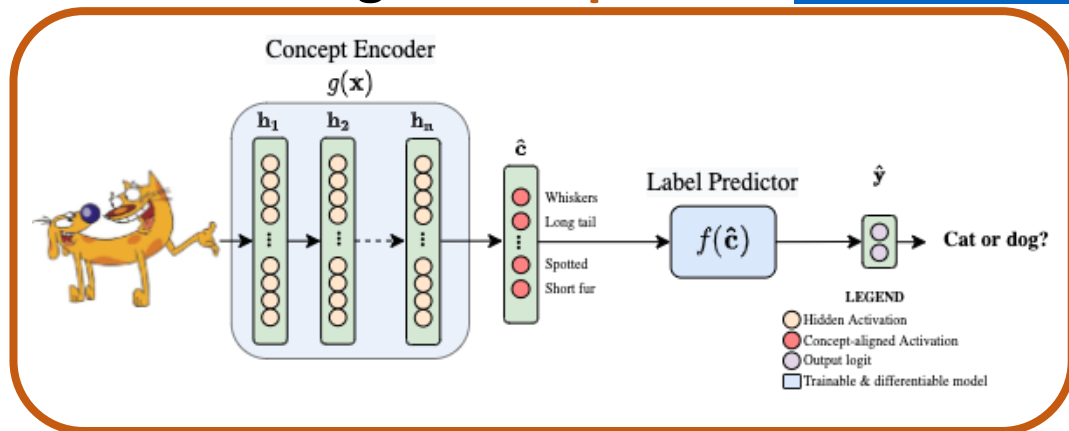 Concept Encoder
g(x)
h₁ h₂ hₙ
ĉ
Whiskers
Long tail
Spotted
Short fur
Label Predictor
f(ĉ)
ŷ
Cat or dog?
LEGEND
Hidden Activation
Concept-aligned Activation
Output logit
Trainable & differentiable model